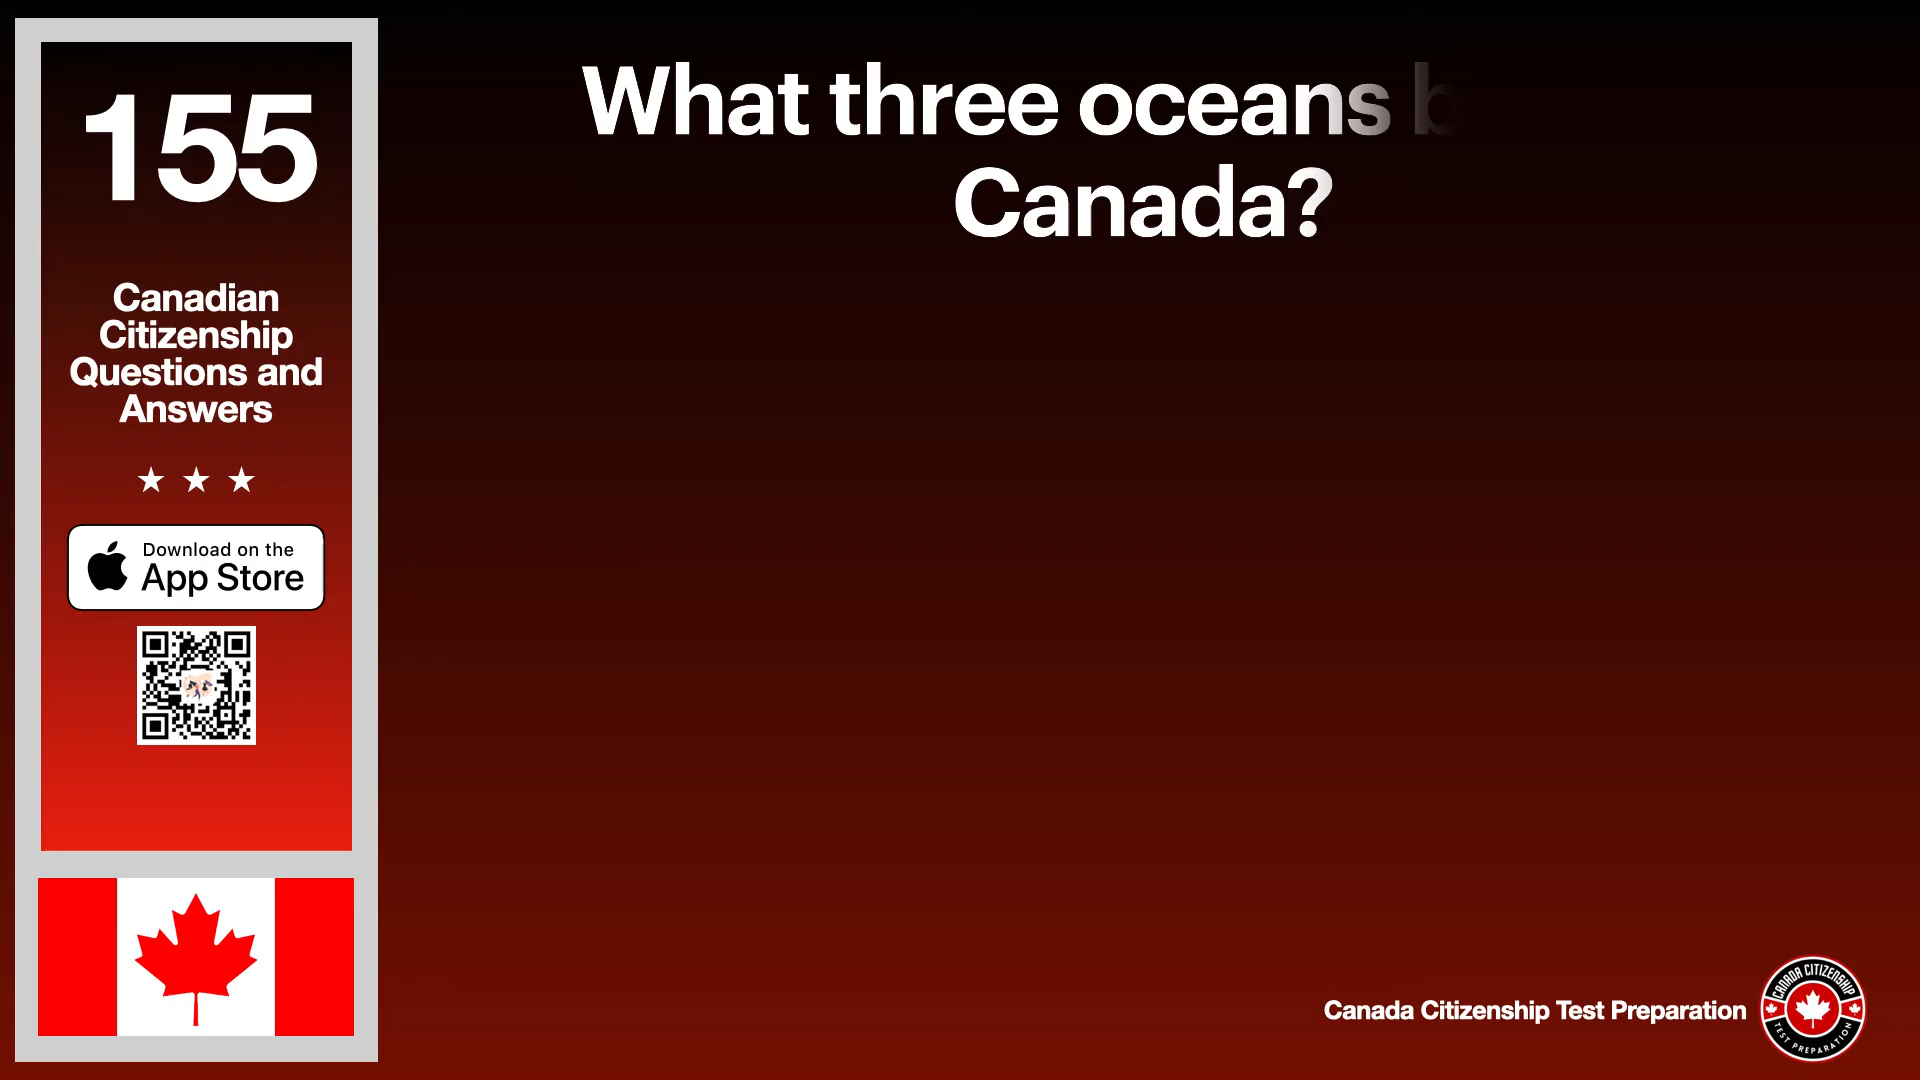 155
Canadian
Citizenship
Questions and
Answers
Download on the
App Store
What three oceans
Canada?
Canada Citizenship Test Preparation
CANADA CITIZENSHIP
TEST PREPARATION